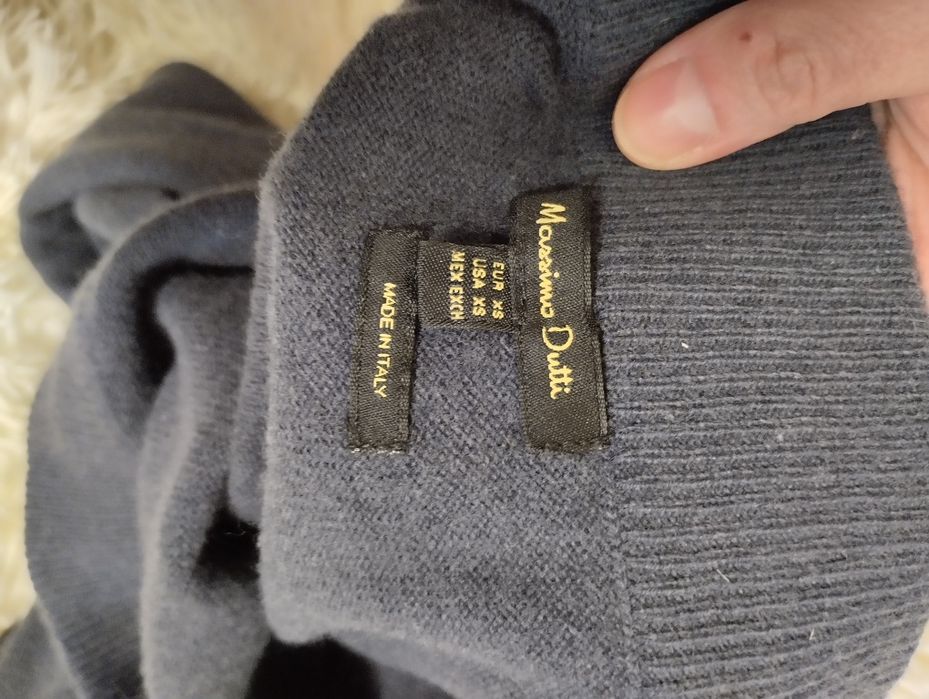 Massimo Dutti
EUR XS
USA XS
MEX EXCH
MADE IN ITALY